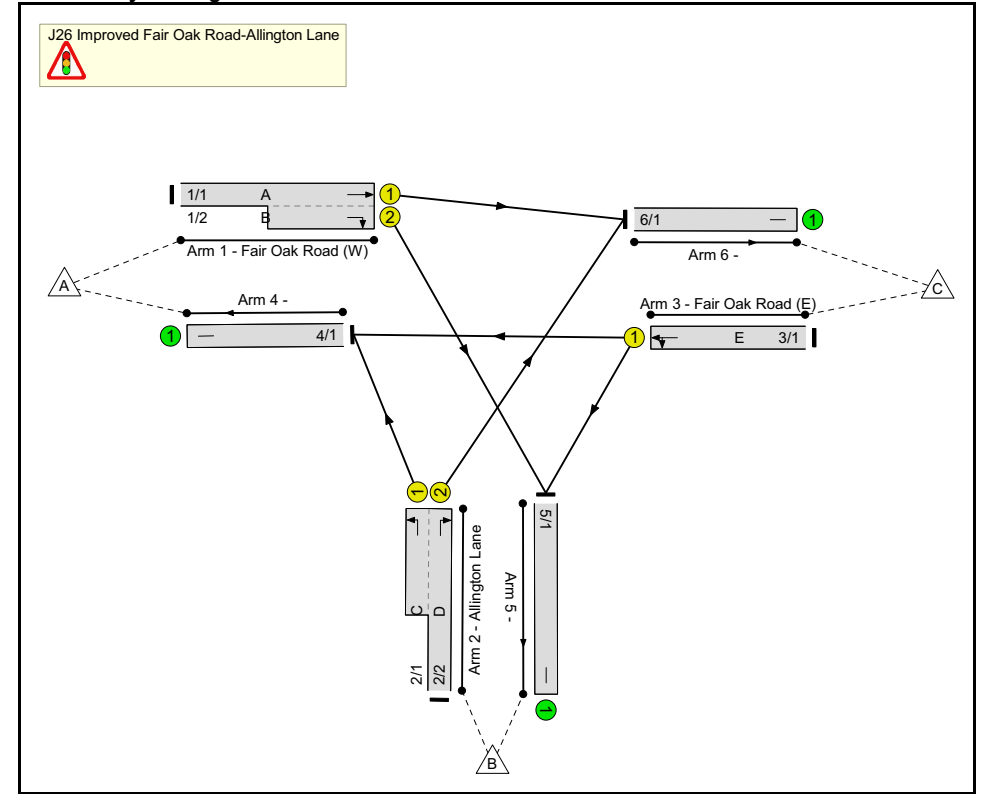 J26 Improved Fair Oak Road-Allington Lane
1/1 A 1
1/2 B 2
Arm 1 - Fair Oak Road (W)
A
6/1 1
Arm 6 -
C
Arm 4 -
1 4/1
Arm 3 - Fair Oak Road (E)
1 E 3/1
1 2
C D
2/1 2/2
Arm 2 - Allington Lane
Arm 5 -
5/1
1
B